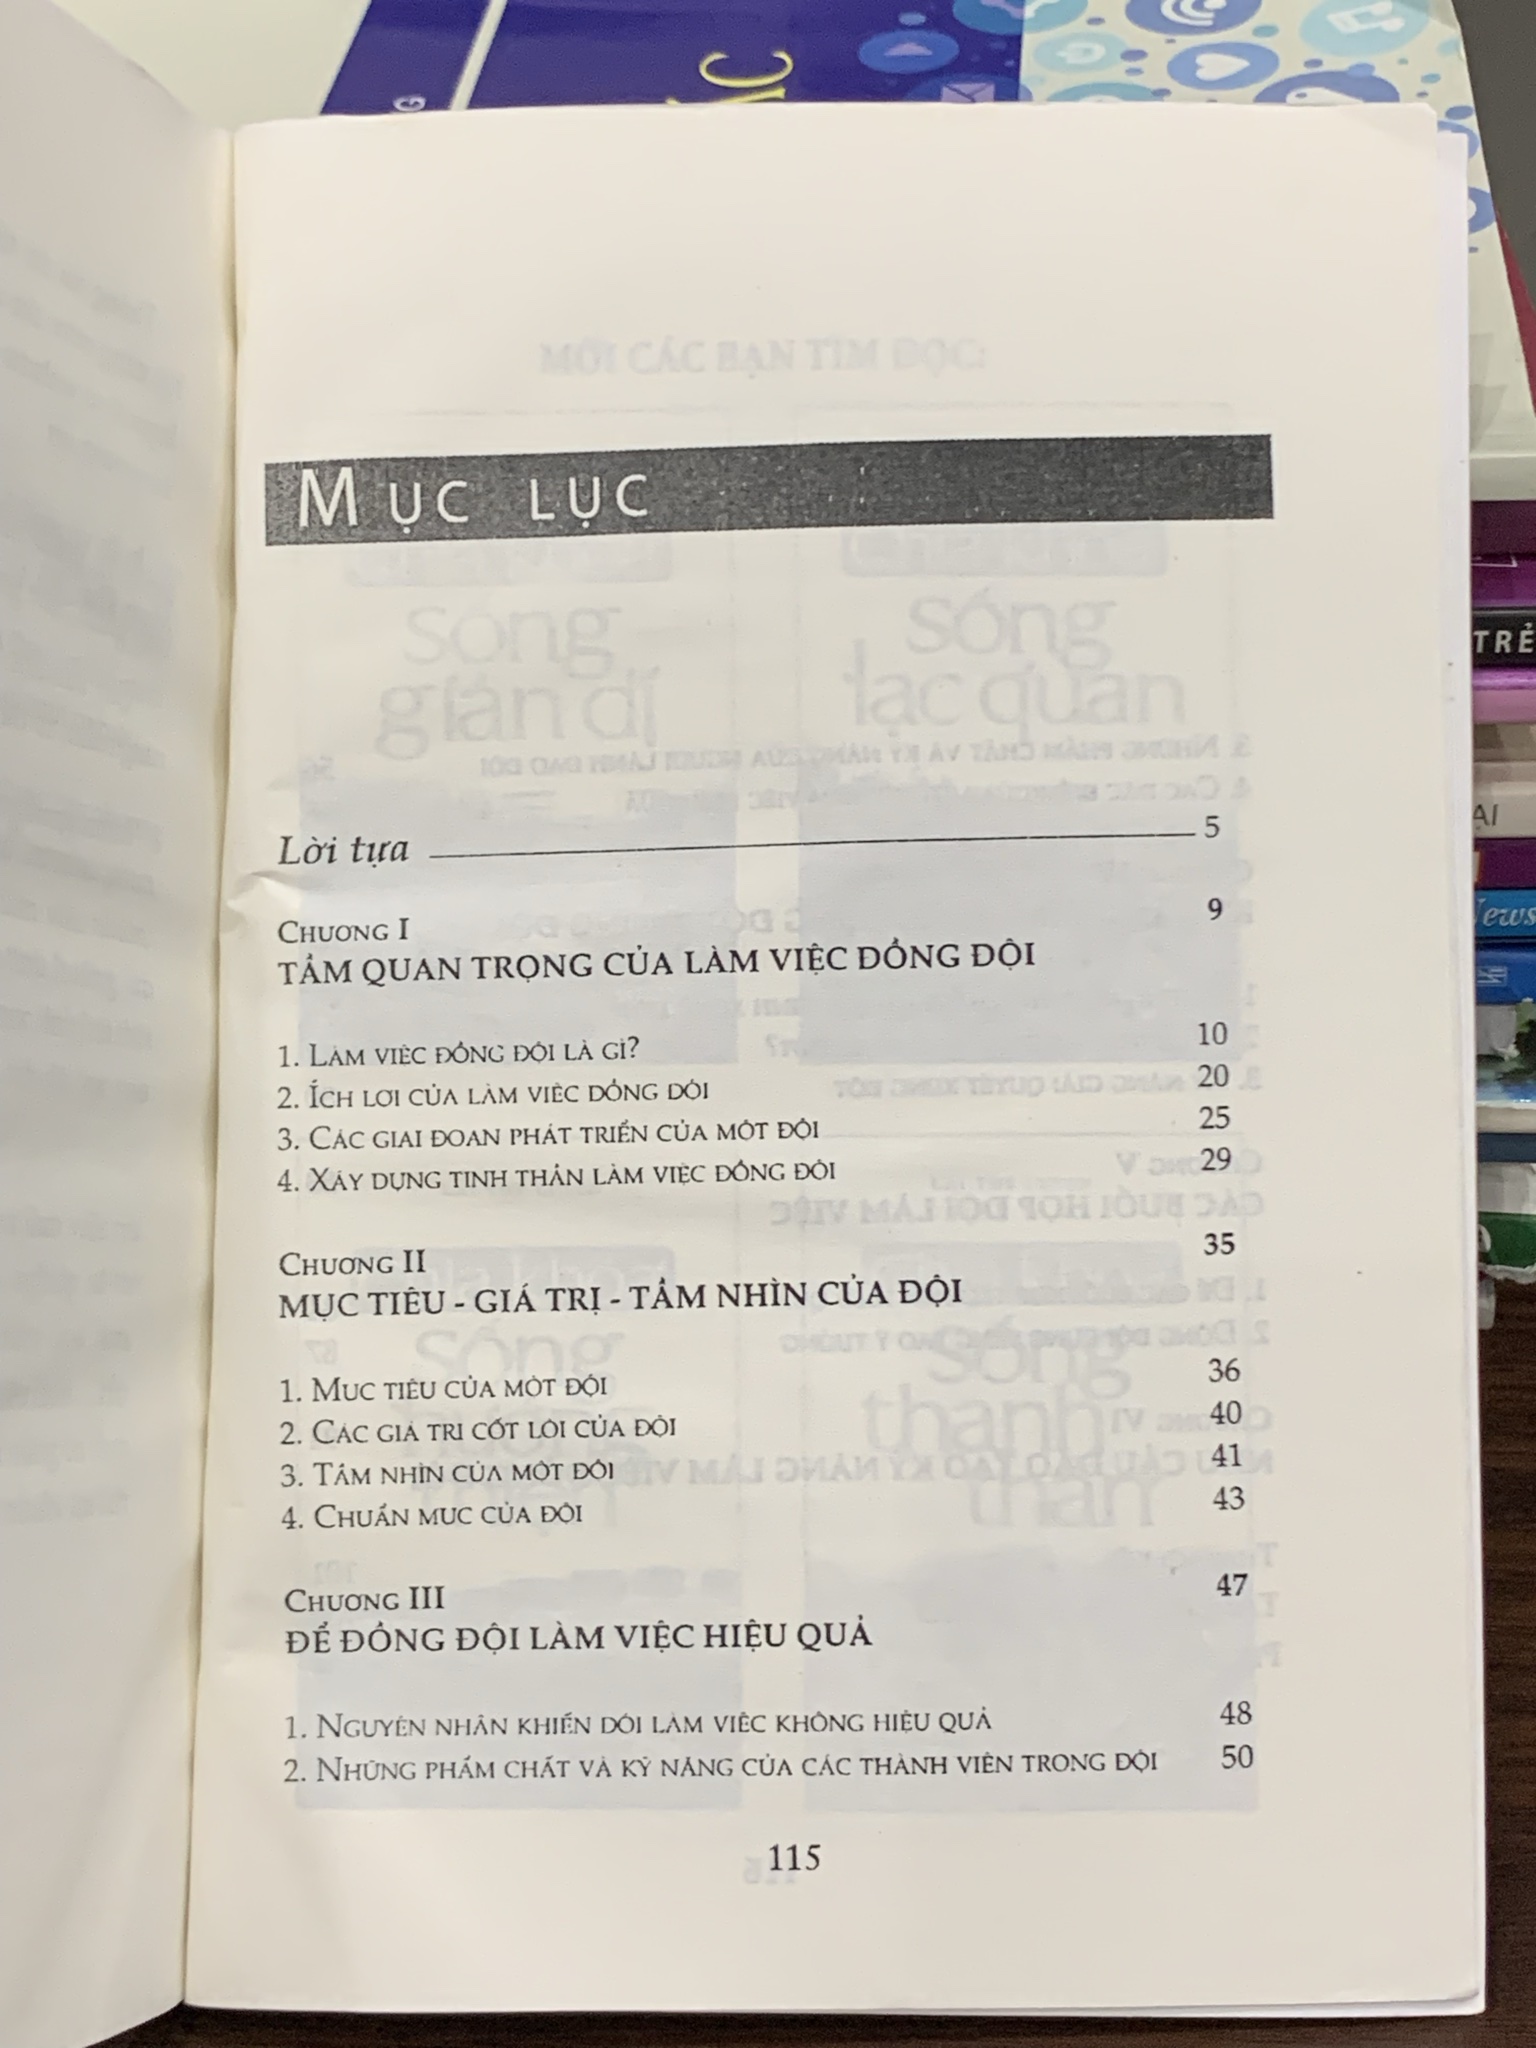 MỤC LỤC
Lời tựa 5
CHƯƠNG I 9
TẦM QUAN TRỌNG CỦA LÀM VIỆC ĐỒNG ĐỘI
1. LÀM VIỆC ĐỒNG ĐỘI LÀ GÌ? 10
2. ÍCH LỢI CỦA LÀM VIỆC ĐỒNG ĐỘI 20
3. CÁC GIAI ĐOẠN PHÁT TRIỂN CỦA MỘT ĐỘI 25
4. XÂY DỰNG TINH THẦN LÀM VIỆC ĐỒNG ĐỘI 29
CHƯƠNG II 35
MỤC TIÊU - GIÁ TRỊ - TẦM NHÌN CỦA ĐỘI
1. MỤC TIÊU CỦA MỘT ĐỘI 36
2. CÁC GIÁ TRỊ CỐT LÕI CỦA ĐỘI 40
3. TẦM NHÌN CỦA MỘT ĐỘI 41
4. CHUẨN MỰC CỦA ĐỘI 43
CHƯƠNG III 47
ĐỂ ĐỒNG ĐỘI LÀM VIỆC HIỆU QUẢ
1. NGUYÊN NHÂN KHIẾN ĐỘI LÀM VIỆC KHÔNG HIỆU QUẢ 48
2. NHỮNG PHẨM CHẤT VÀ KỸ NĂNG CỦA CÁC THÀNH VIÊN TRONG ĐỘI 50
115
TRẺ
News